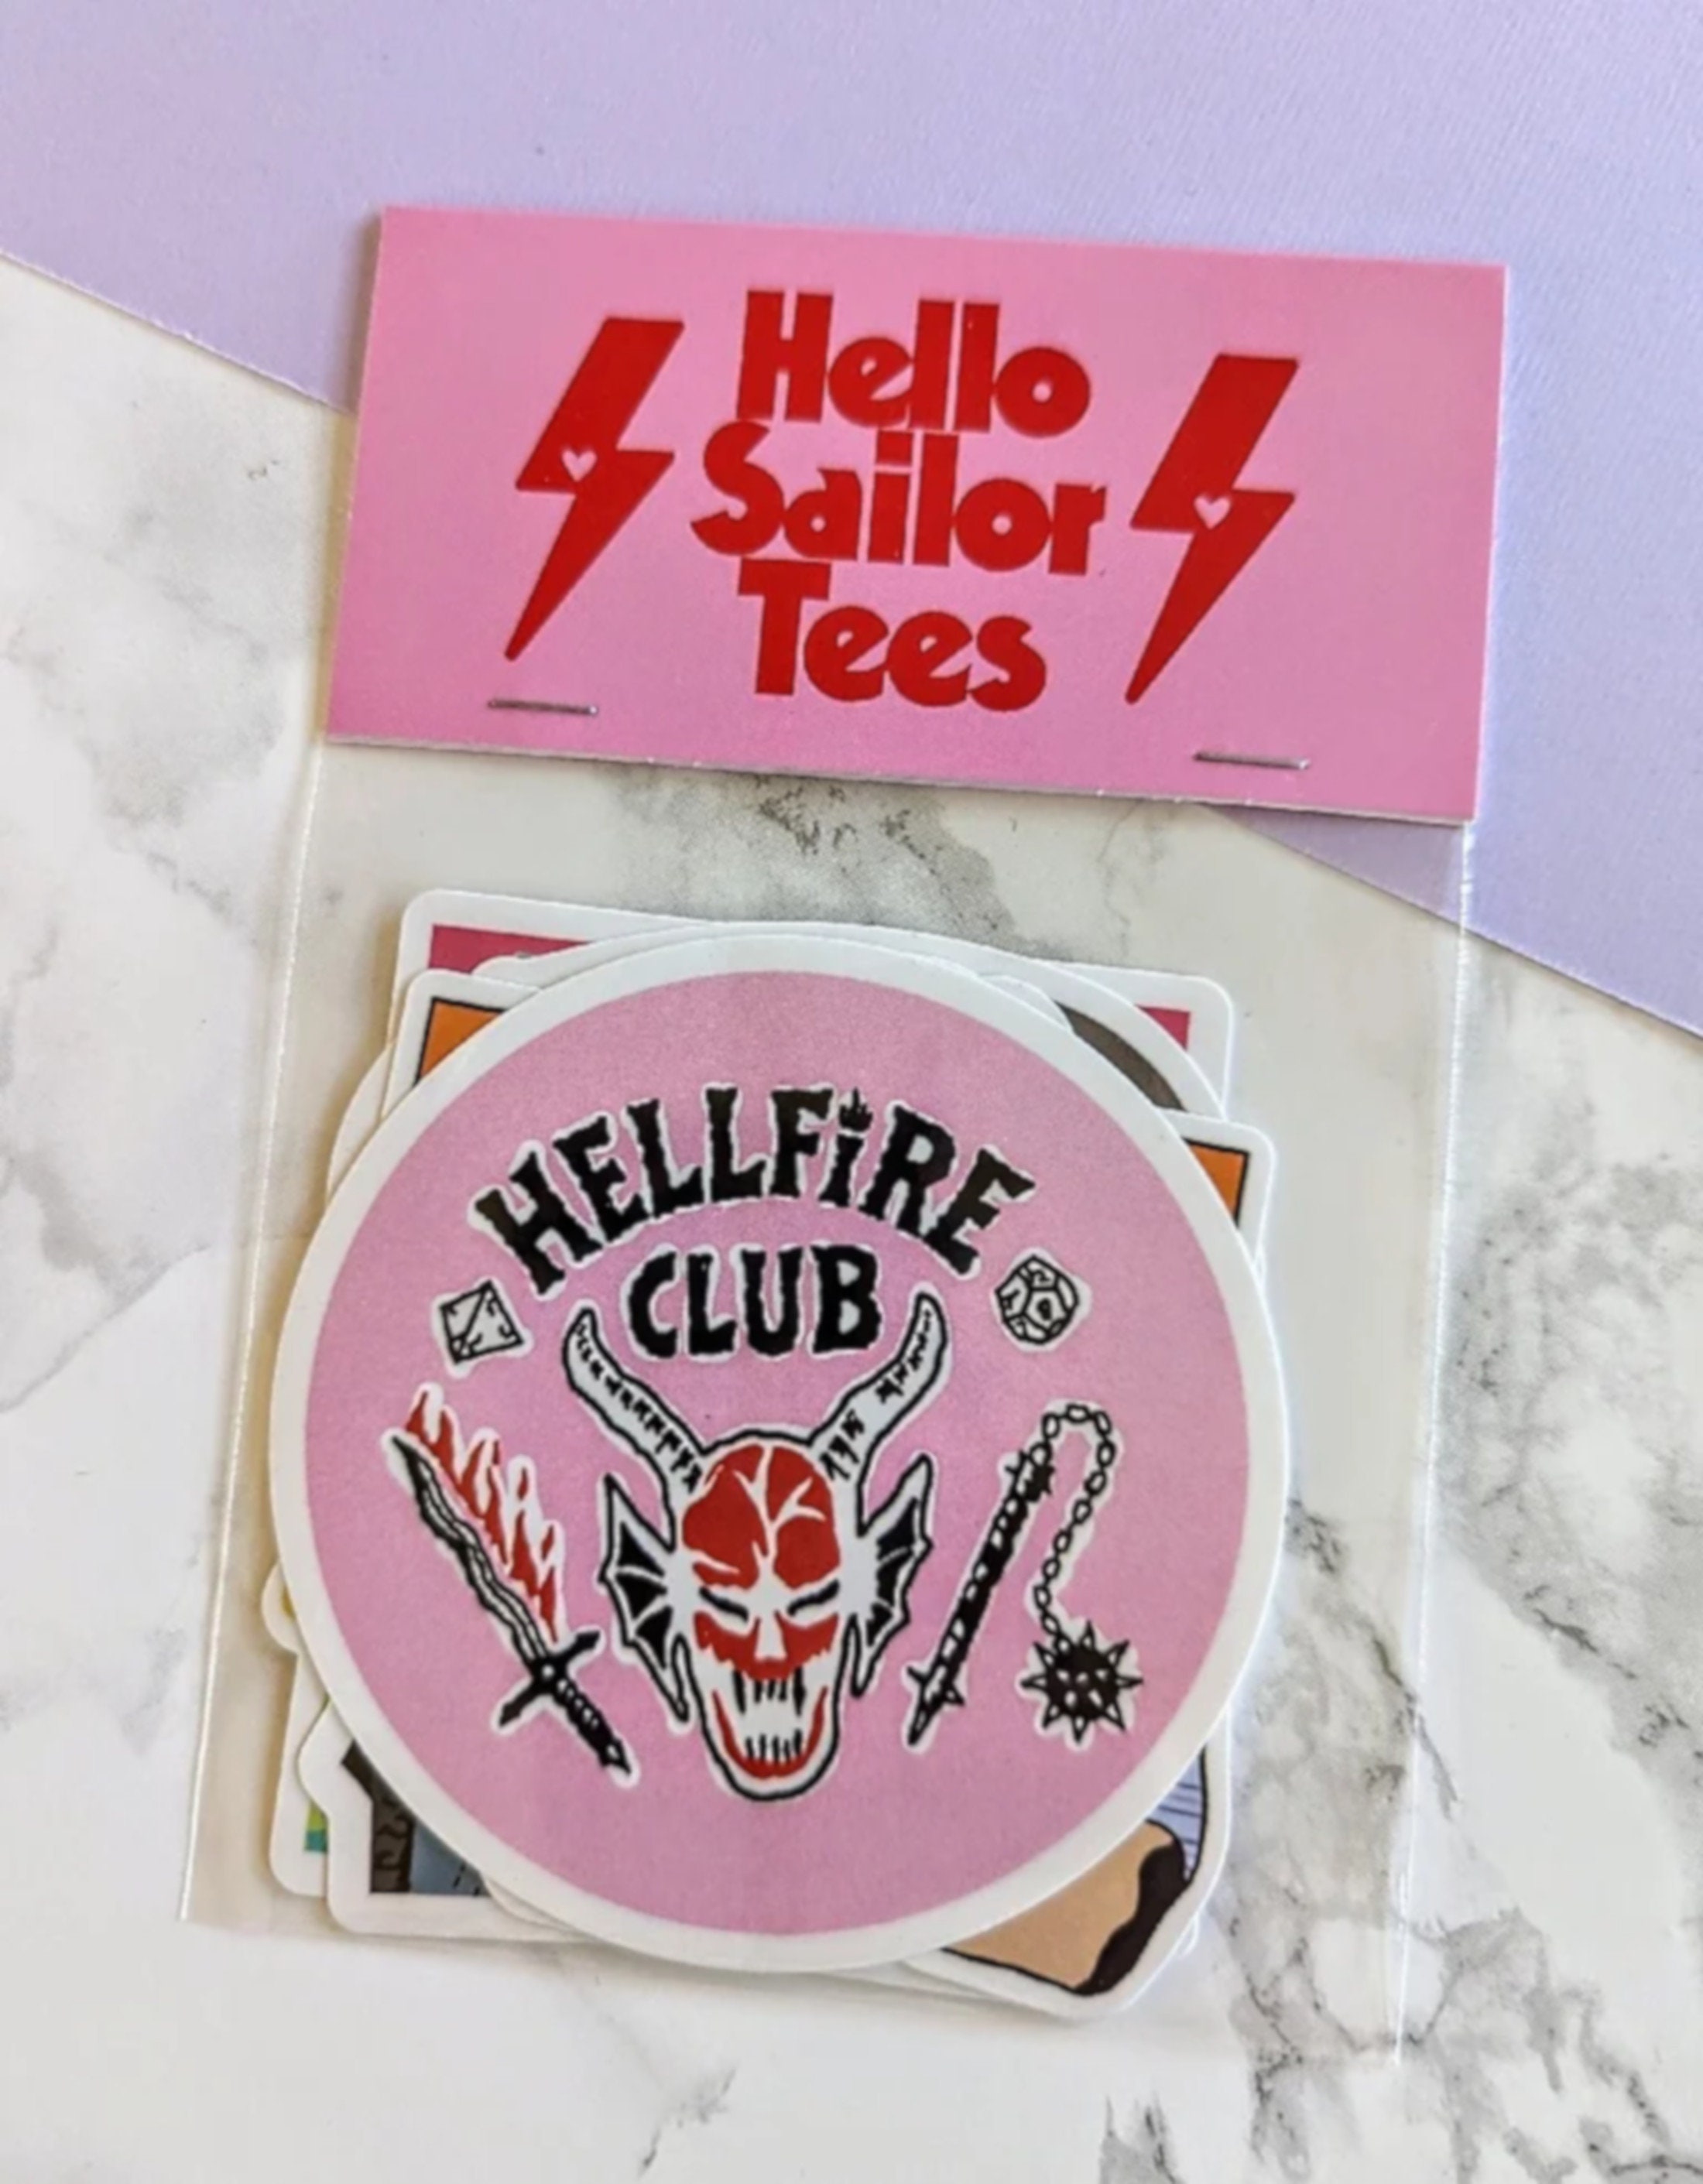 Hello
Sailor
Tees
HELLFiRE
CLUB